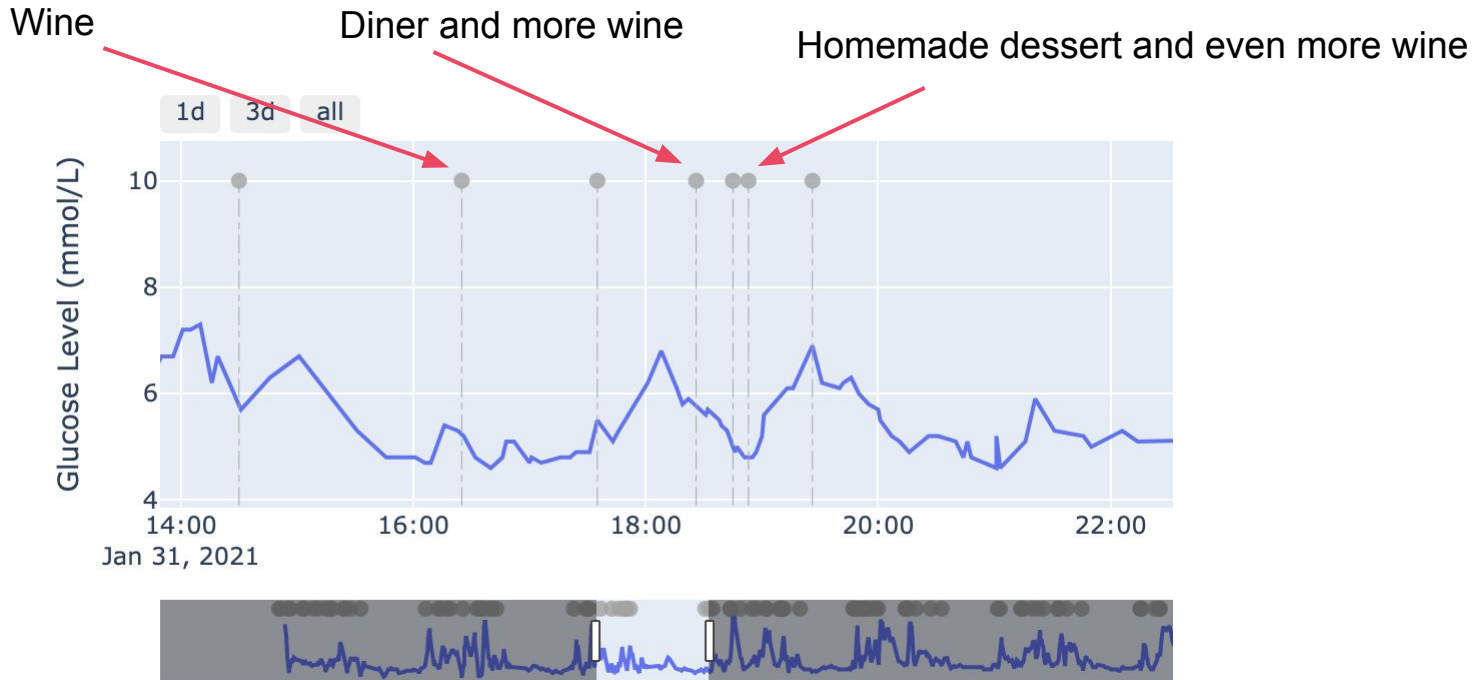 Wine
Diner and more wine
Homemade dessert and even more wine
1d 3d all
Glucose Level (mmol/L)
10
8
6
4
14:00 16:00 18:00 20:00 22:00
Jan 31, 2021